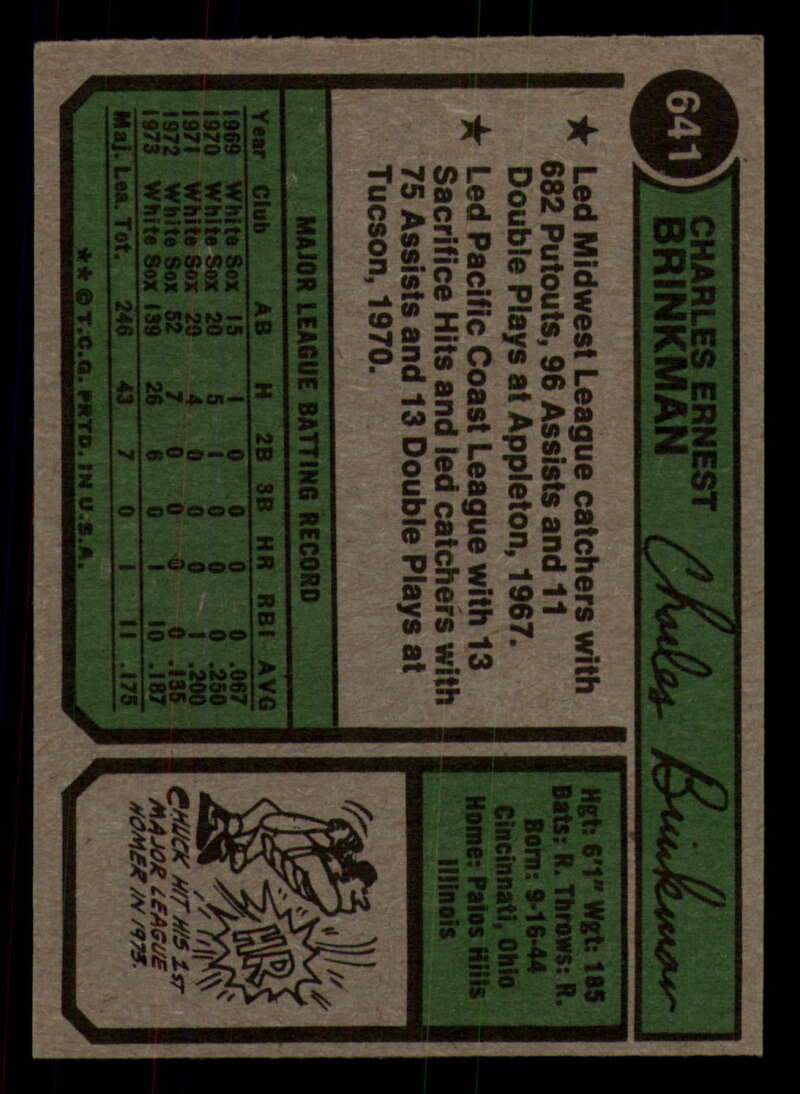 641
CHARLES ERNEST
BRINKMAN
Charles Brinkman
★ Led Midwest League catchers with
682 Putouts, 96 Assists and 11
Double Plays at Appleton, 1967.
★ Led Pacific Coast League with 13
Sacrifice Hits and led catchers with
75 Assists and 13 Double Plays at
Tucson, 1970.
MAJOR LEAGUE BATTING RECORD
Year Club AB H 2B 3B HR RBI AVG
1969 White Sox 15 1 0 0 0 0 .067
1970 White Sox 20 5 1 0 0 0 .250
1971 White Sox 20 4 0 0 0 1 .200
1972 White Sox 52 7 0 0 0 0 .135
1973 White Sox 139 26 6 0 1 10 .187
Maj. Lea. Tot. 246 43 7 0 1 11 .175
** © T.C.G. PRTD. IN U.S.A.
Hgt: 6'1" Wgt: 185
Bats: R. Throws: R.
Born: 9-16-44
Cincinnati, Ohio
Home: Palos Hills
Illinois
HR
CHUCK HIT HIS 1ST
MAJOR LEAGUE
HOMER IN 1973.